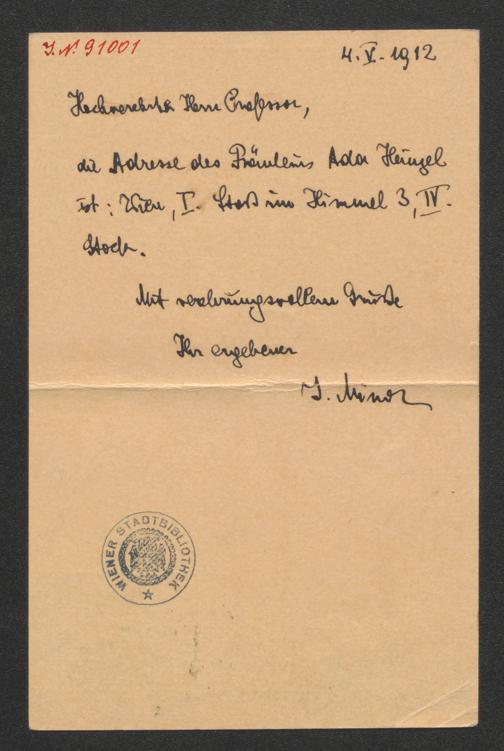 J.N. 91001
4. V. 1912
Hochverehrter Herr Professor,
die Adresse des Fräuleins Ada
ist: Wien, I. Stoß im Himmel 3, IV.
Stock.
Mit verehrungsvollem Gruße
Ihr ergebener
J. Minor
WIENER STADTBIBLIOTHEK